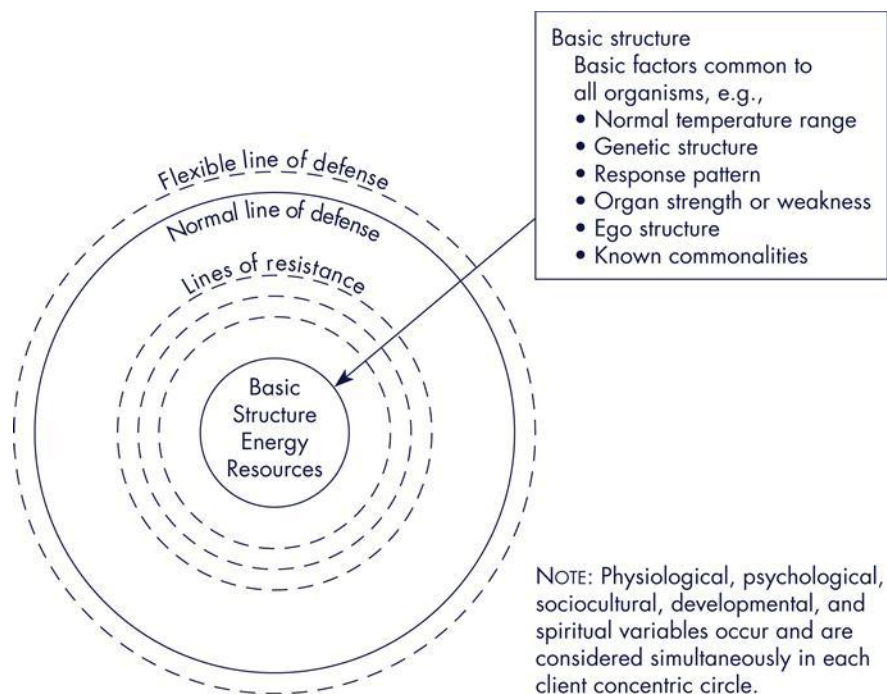 Basic structure
Basic factors common to
all organisms, e.g.,
• Normal temperature range
• Genetic structure
• Response pattern
• Organ strength or weakness
• Ego structure
• Known commonalities
Flexible line of defense
Normal line of defense
Lines of resistance
Basic
Structure
Energy
Resources
NOTE: Physiological, psychological,
sociocultural, developmental, and
spiritual variables occur and are
considered simultaneously in each
client concentric circle.